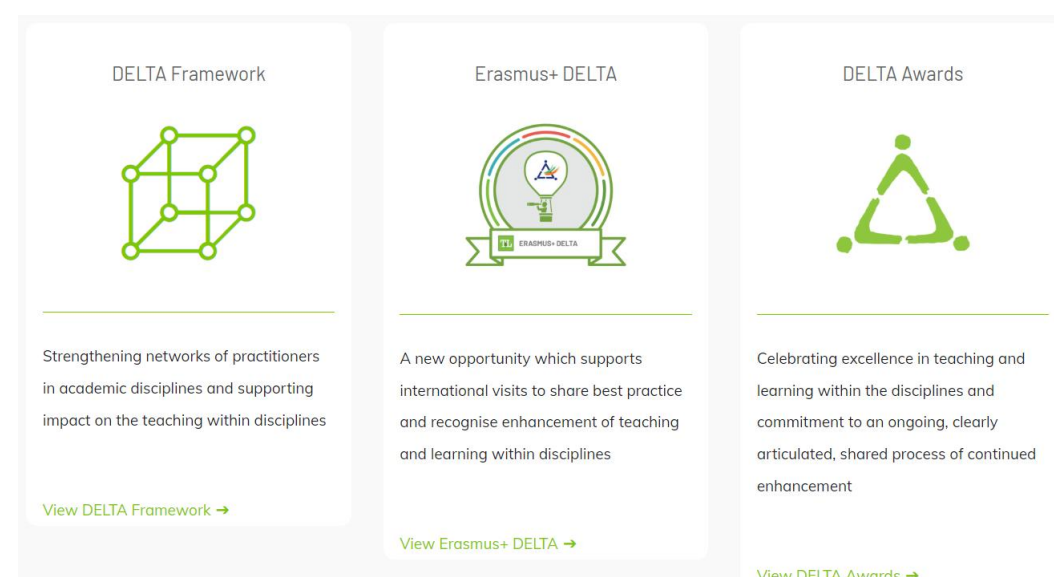 DELTA Framework
Strengthening networks of practitioners
in academic disciplines and supporting
impact on the teaching within disciplines
View DELTA Framework ➔
Erasmus+ DELTA
TL ERASMUS+ DELTA
A new opportunity which supports
international visits to share best practice
and recognise enhancement of teaching
and learning within disciplines
View Erasmus+ DELTA ➔
DELTA Awards
Celebrating excellence in teaching and
learning within the disciplines and
commitment to an ongoing, clearly
articulated, shared process of continued
enhancement
View DELTA Awards ➔